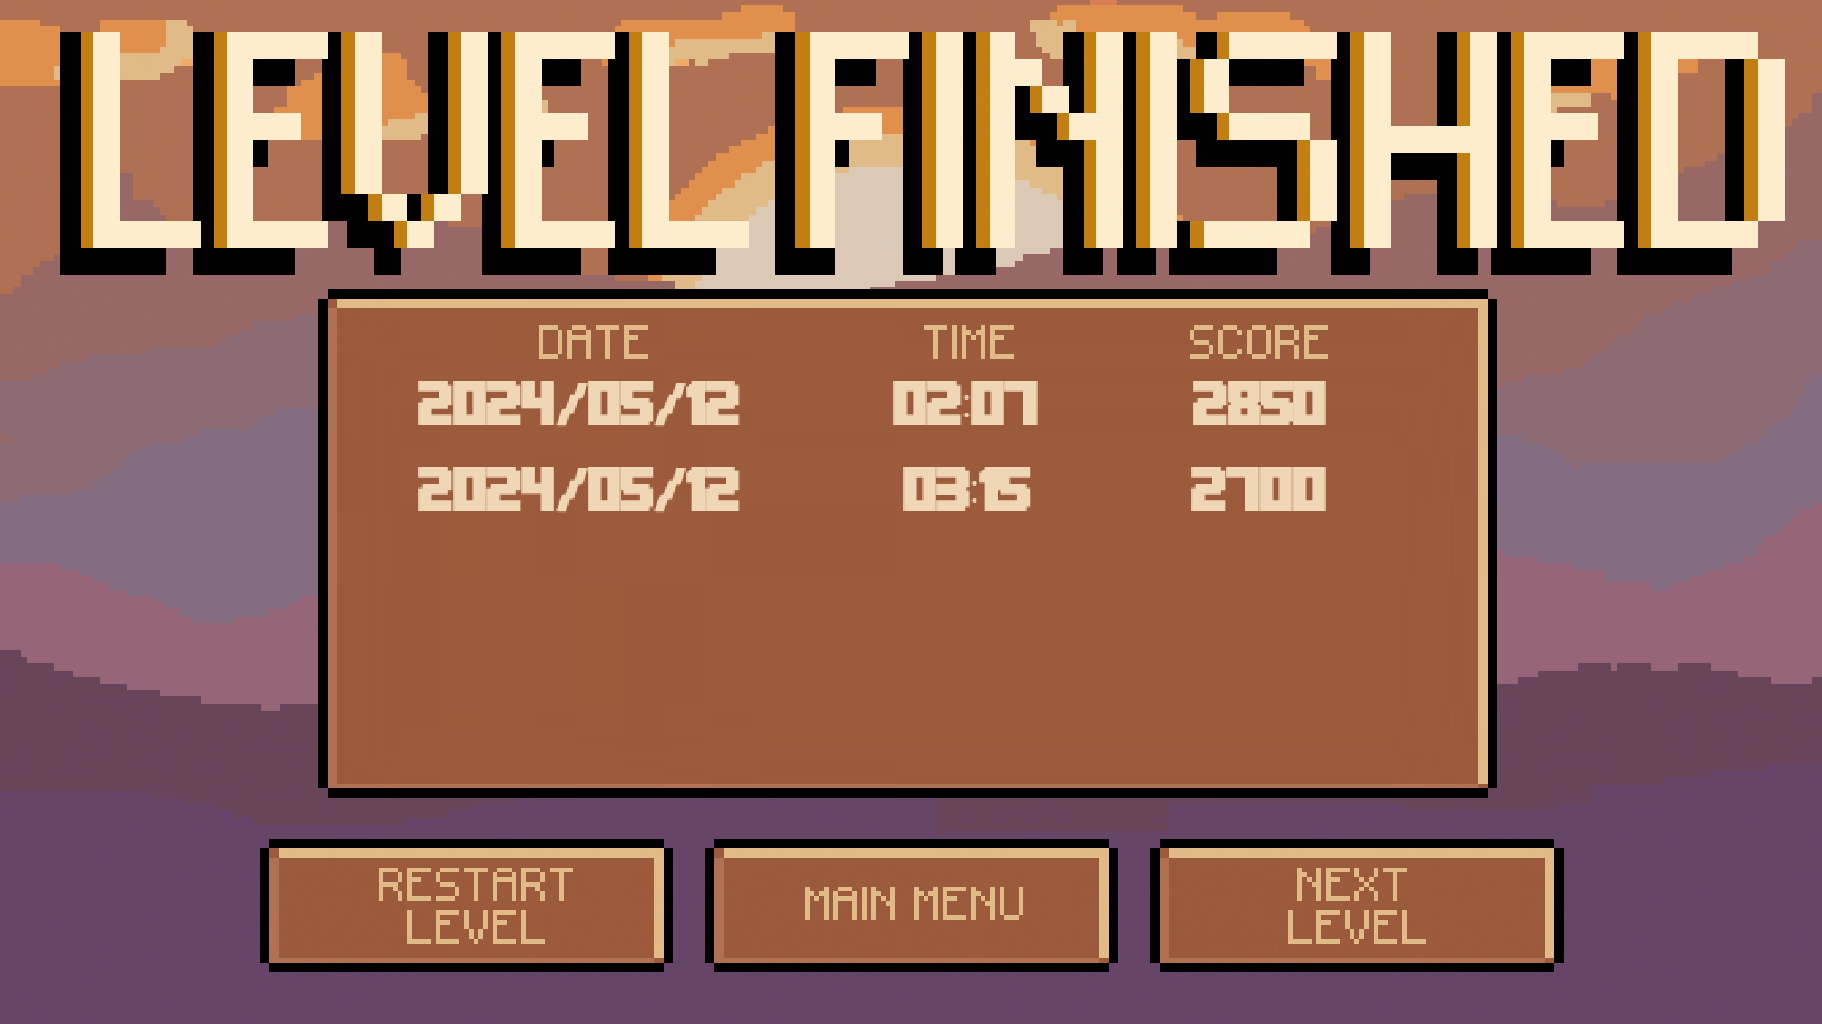 LEVEL FINISHED
DATE TIME SCORE
2024/05/12 02:07 2850
2024/05/12 03:15 2700
RESTART
LEVEL
MAIN MENU
NEXT
LEVEL